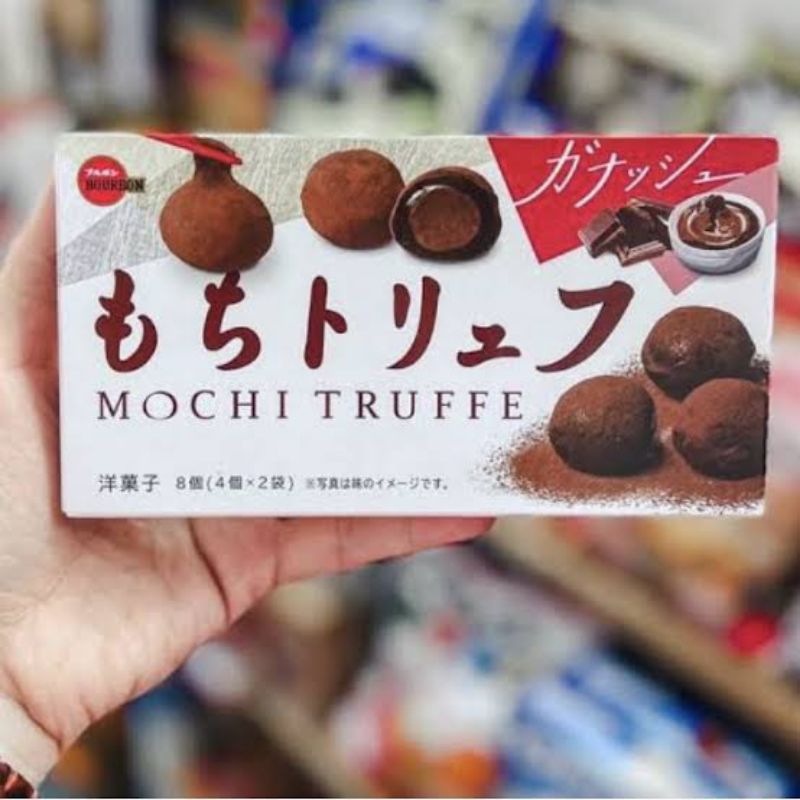 ブルボン
BOURBON
ガナッシュ
もちトリュフ
MOCHI TRUFFE
洋菓子 8個(4個×2袋) ※写真は味のイメージです。